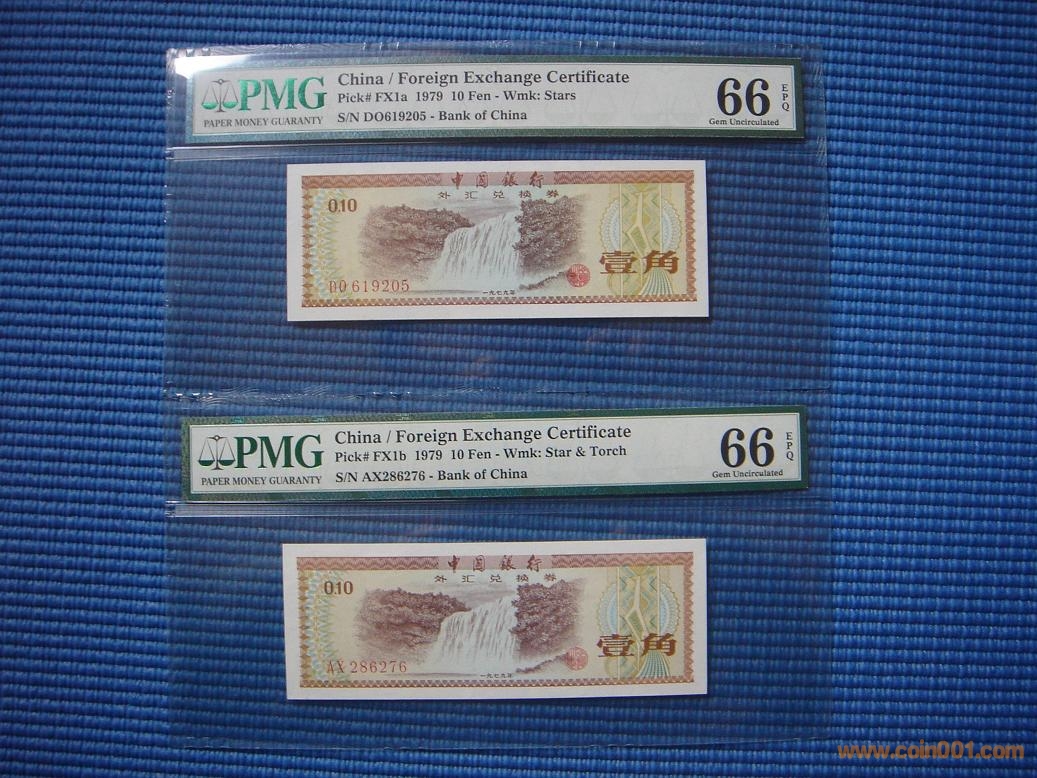 PMG
PAPER MONEY GUARANTY
China / Foreign Exchange Certificate
Pick# FX1a 1979 10 Fen - Wmk: Stars
S/N DO619205 - Bank of China
66 EPQ
Gem Uncirculated
中国銀行
外汇兑换券
0.10
壹角
DO 619205
一九七九年
PMG
PAPER MONEY GUARANTY
China / Foreign Exchange Certificate
Pick# FX1b 1979 10 Fen - Wmk: Star & Torch
S/N AX286276 - Bank of China
66 EPQ
Gem Uncirculated
中国銀行
外汇兑换券
0.10
壹角
AX 286276
一九七九年
www.coin001.com